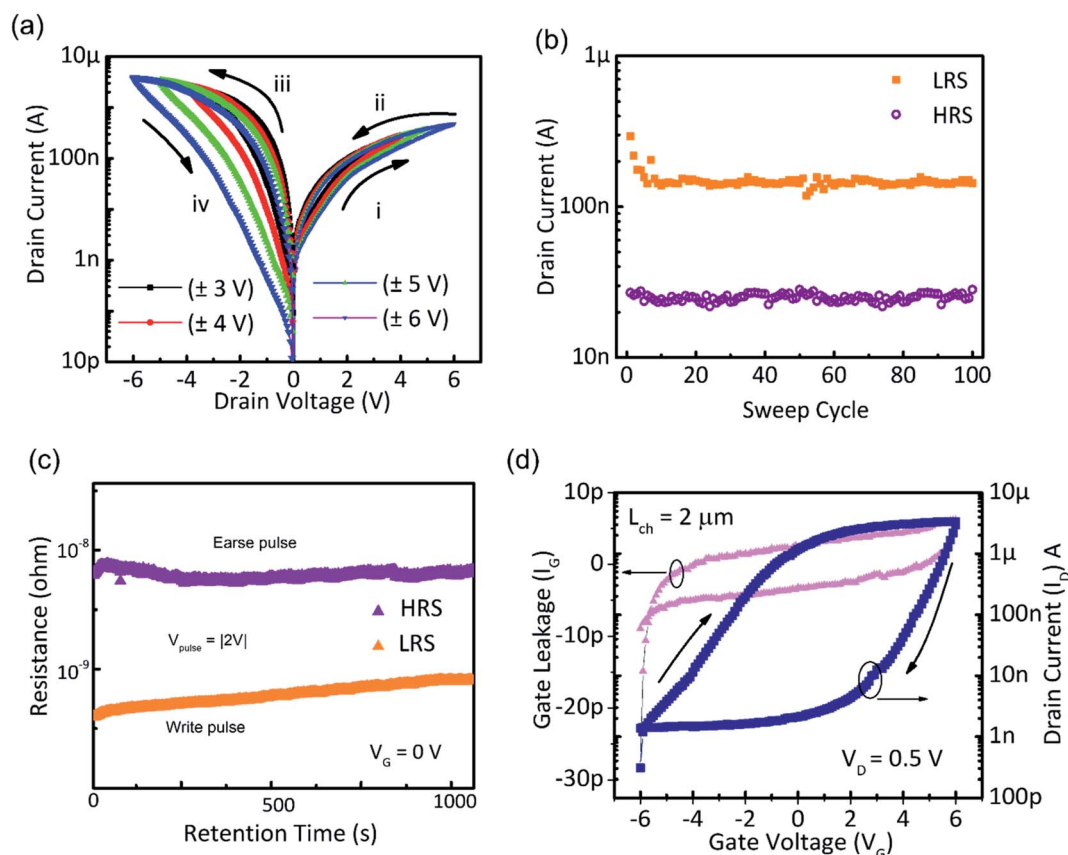 (a)
10μ
100n
1n
10p
Drain Current (A)
iii
ii
iv
i
(± 3 V)
(± 4 V)
(± 5 V)
(± 6 V)
-6 -4 -2 0 2 4 6
Drain Voltage (V)
(b)
1μ
100n
10n
Drain Current (A)
LRS
HRS
0 20 40 60 80 100
Sweep Cycle
(c)
10⁻⁸
10⁻⁹
Resistance (ohm)
Earse pulse
HRS
LRS
V_pulse = |2V|
Write pulse
V_G = 0 V
0 500 1000
Retention Time (s)
(d)
10p
0
-10p
-20p
-30p
Gate Leakage (I_G)
L_ch = 2 μm
V_D = 0.5 V
10μ
1μ
100n
10n
1n
100p
Drain Current (I_D) A
-6 -4 -2 0 2 4 6
Gate Voltage (V_G)